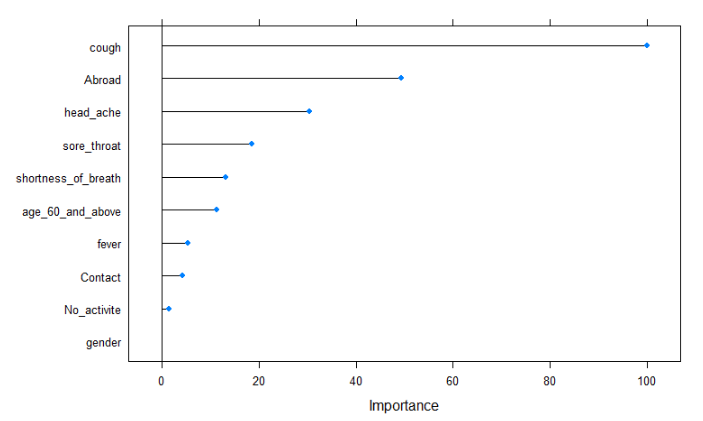 cough
Abroad
head_ache
sore_throat
shortness_of_breath
age_60_and_above
fever
Contact
No_activite
gender
0 20 40 60 80 100
Importance